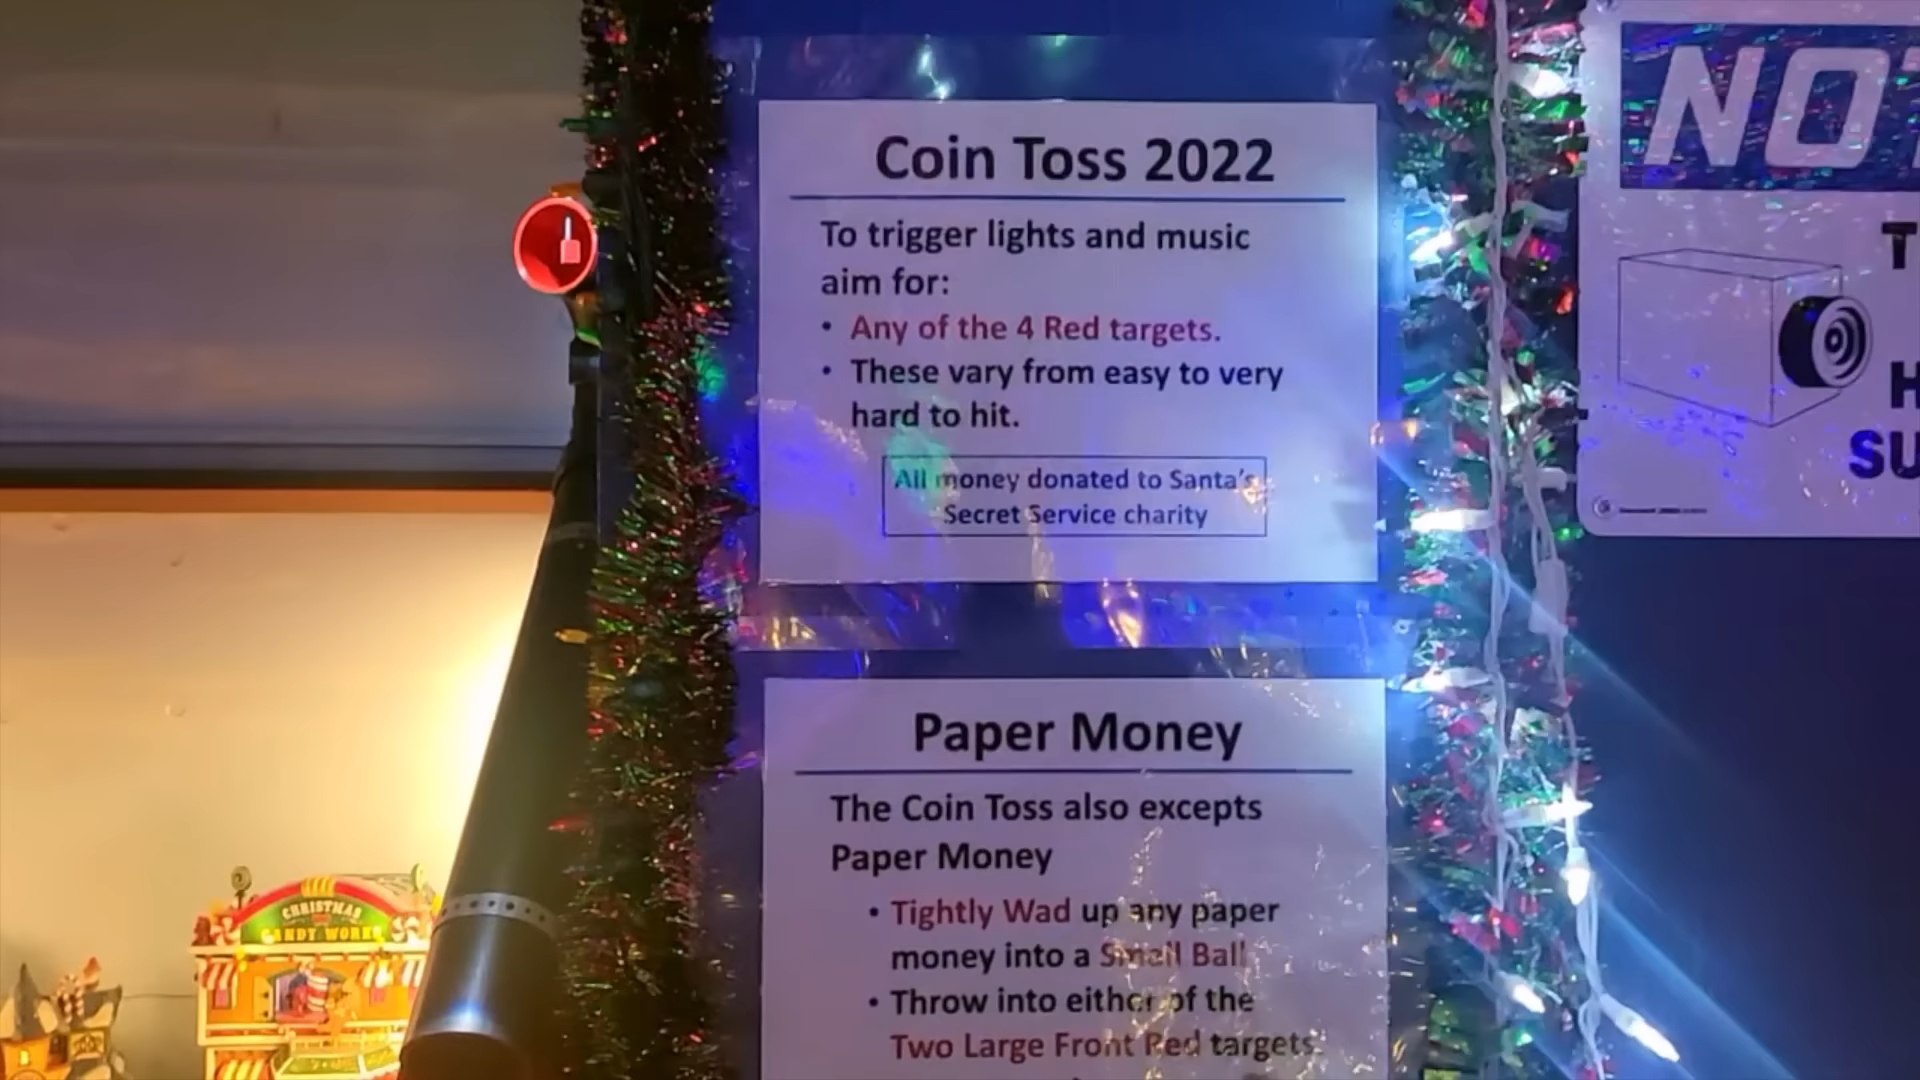 Coin Toss 2022
To trigger lights and music
aim for:
• Any of the 4 Red targets.
• These vary from easy to very
hard to hit.
All money donated to Santa's
Secret Service charity
Paper Money
The Coin Toss also excepts
Paper Money
• Tightly Wad up any paper
money into a Small Ball
• Throw into either of the
Two Large Front Red targets.
CHRISTMAS
CANDY WORKS